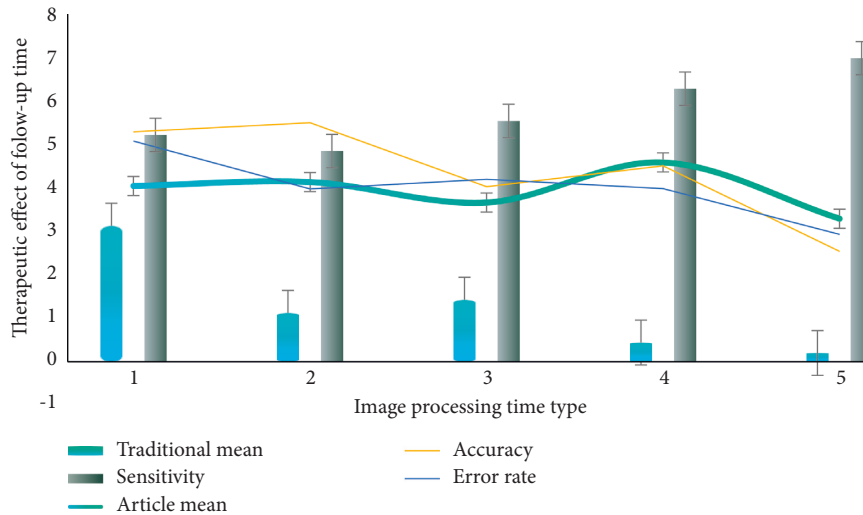 Therapeutic effect of folow-up time
8
7
6
5
4
3
2
1
0
-1
1 2 3 4 5
Image processing time type
Traditional mean
Sensitivity
Article mean
Accuracy
Error rate